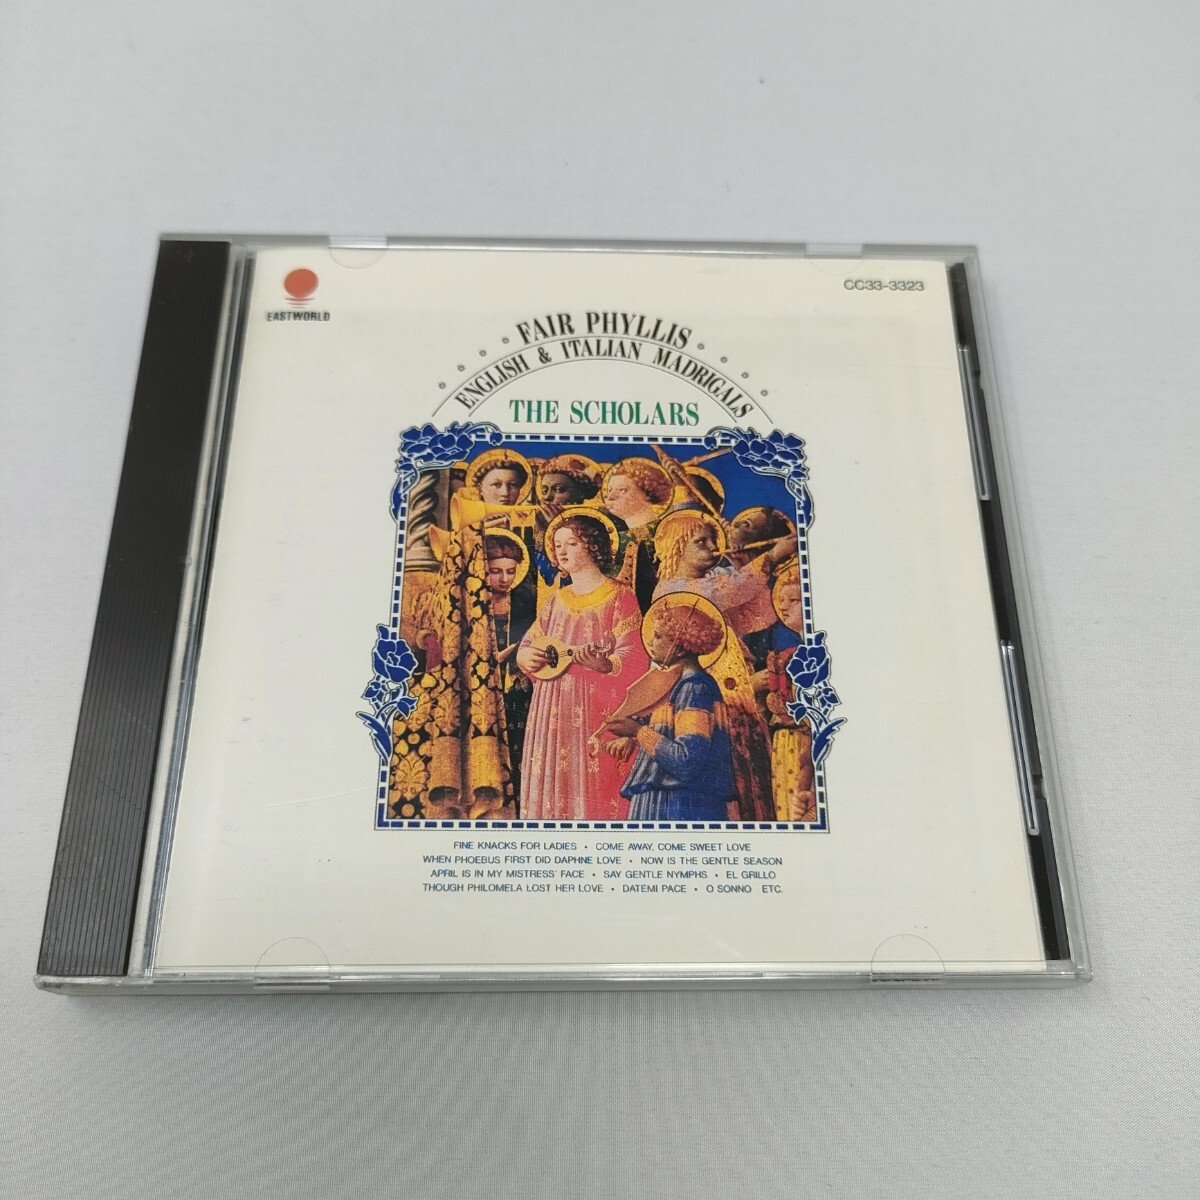 EASTWORLD
CC33-3323
FAIR PHYLLIS
ENGLISH & ITALIAN MADRIGALS
THE SCHOLARS
FINE KNACKS FOR LADIES • COME AWAY, COME SWEET LOVE
WHEN PHOEBUS FIRST DID DAPHNE LOVE • NOW IS THE GENTLE SEASON
APRIL IS IN MY MISTRESS' FACE • SAY GENTLE NYMPHS • EL GRILLO
THOUGH PHILOMELA LOST HER LOVE • DATEMI PACE • O SONNO ETC.